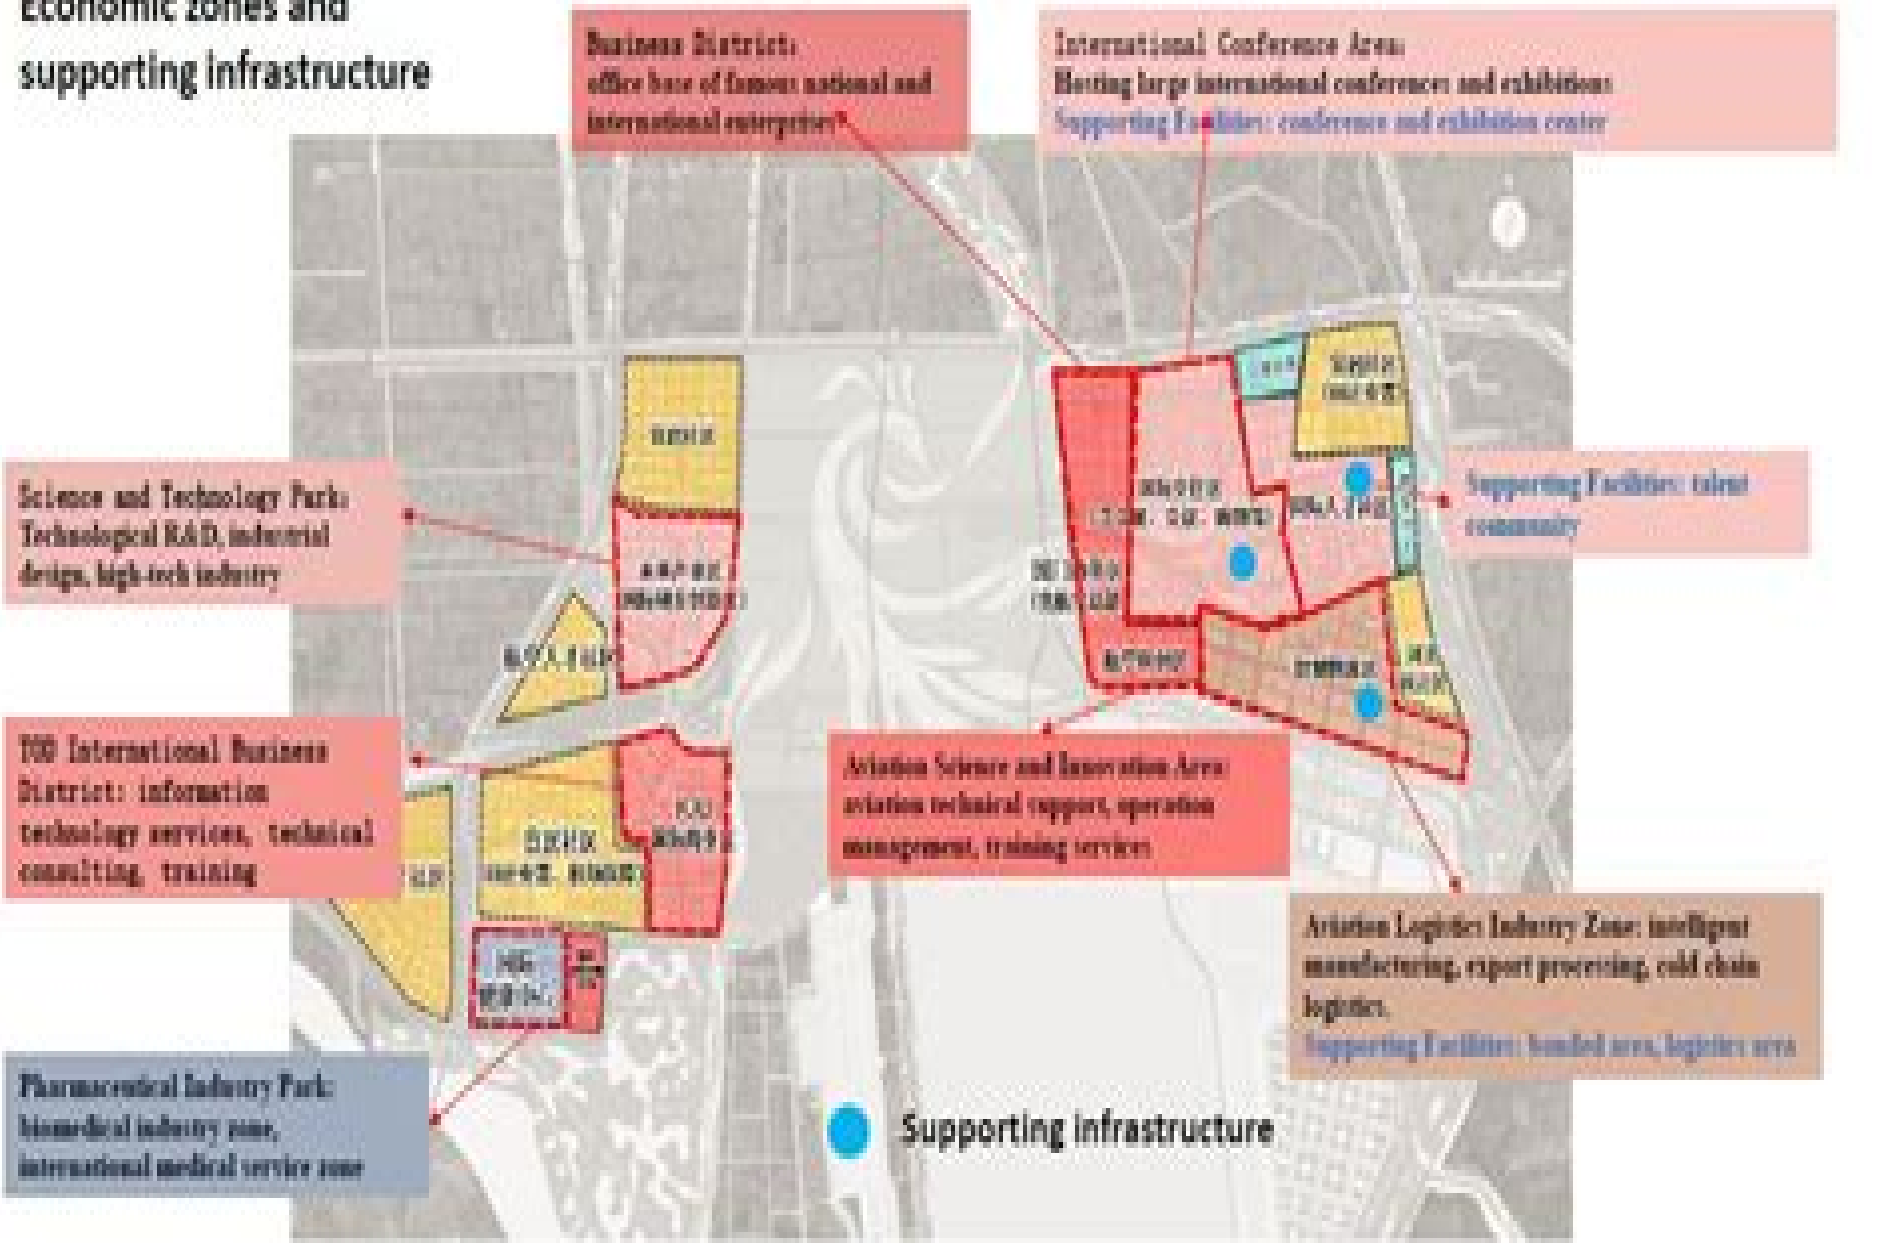 Economic zones and
supporting infrastructure
Business District:
office base of famous national and
international enterprises
International Conference Area:
Hosting large international conferences and exhibitions
Supporting Facilities: conference and exhibition center
Science and Technology Park:
Technological R&D, industrial
design, high-tech industry
Supporting Facilities: talent
community
TOD International Business
District: information
technology services, technical
consulting, training
Aviation Science and Innovation Area:
aviation technical support, operation
management, training services
Aviation Logistics Industry Zone: intelligent
manufacturing, export processing, cold chain
logistics.
Supporting Facilities: bonded area, logistics area
Pharmaceutical Industry Park:
biomedical industry zone,
international medical service zone
Supporting infrastructure